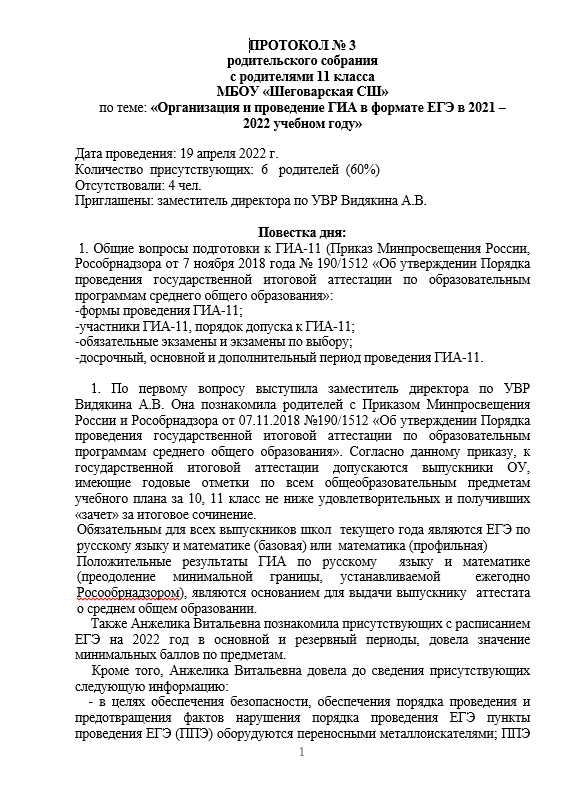 ПРОТОКОЛ № 3
родительского собрания
с родителями 11 класса
МБОУ «Шеговарская СШ»
по теме: «Организация и проведение ГИА в формате ЕГЭ в 2021 –
2022 учебном году»
Дата проведения: 19 апреля 2022 г.
Количество присутствующих: 6 родителей (60%)
Отсутствовали: 4 чел.
Приглашены: заместитель директора по УВР Видякина А.В.
Повестка дня:
1. Общие вопросы подготовки к ГИА-11 (Приказ Минпросвещения России,
Рособрнадзора от 7 ноября 2018 года № 190/1512 «Об утверждении Порядка
проведения государственной итоговой аттестации по образовательным
программам среднего общего образования»:
-формы проведения ГИА-11;
-участники ГИА-11, порядок допуска к ГИА-11;
-обязательные экзамены и экзамены по выбору;
-досрочный, основной и дополнительный период проведения ГИА-11.
1. По первому вопросу выступила заместитель директора по УВР
Видякина А.В. Она познакомила родителей с Приказом Минпросвещения
России и Рособрнадзора от 07.11.2018 №190/1512 «Об утверждении Порядка
проведения государственной итоговой аттестации по образовательным
программам среднего общего образования». Согласно данному приказу, к
государственной итоговой аттестации допускаются выпускники ОУ,
имеющие годовые отметки по всем общеобразовательным предметам
учебного плана за 10, 11 класс не ниже удовлетворительных и получивших
«зачет» за итоговое сочинение.
Обязательным для всех выпускников школ текущего года являются ЕГЭ по
русскому языку и математике (базовая) или математика (профильная)
Положительные результаты ГИА по русскому языку и математике
(преодоление минимальной границы, устанавливаемой ежегодно
Росообрнадзором), являются основанием для выдачи выпускнику аттестата
о среднем общем образовании.
Также Анжелика Витальевна познакомила присутствующих с расписанием
ЕГЭ на 2022 год в основной и резервный периоды, довела значение
минимальных баллов по предметам.
Кроме того, Анжелика Витальевна довела до сведения присутствующих
следующую информацию:
- в целях обеспечения безопасности, обеспечения порядка проведения и
предотвращения фактов нарушения порядка проведения ЕГЭ пункты
проведения ЕГЭ (ППЭ) оборудуются переносными металлоискателями; ППЭ
1